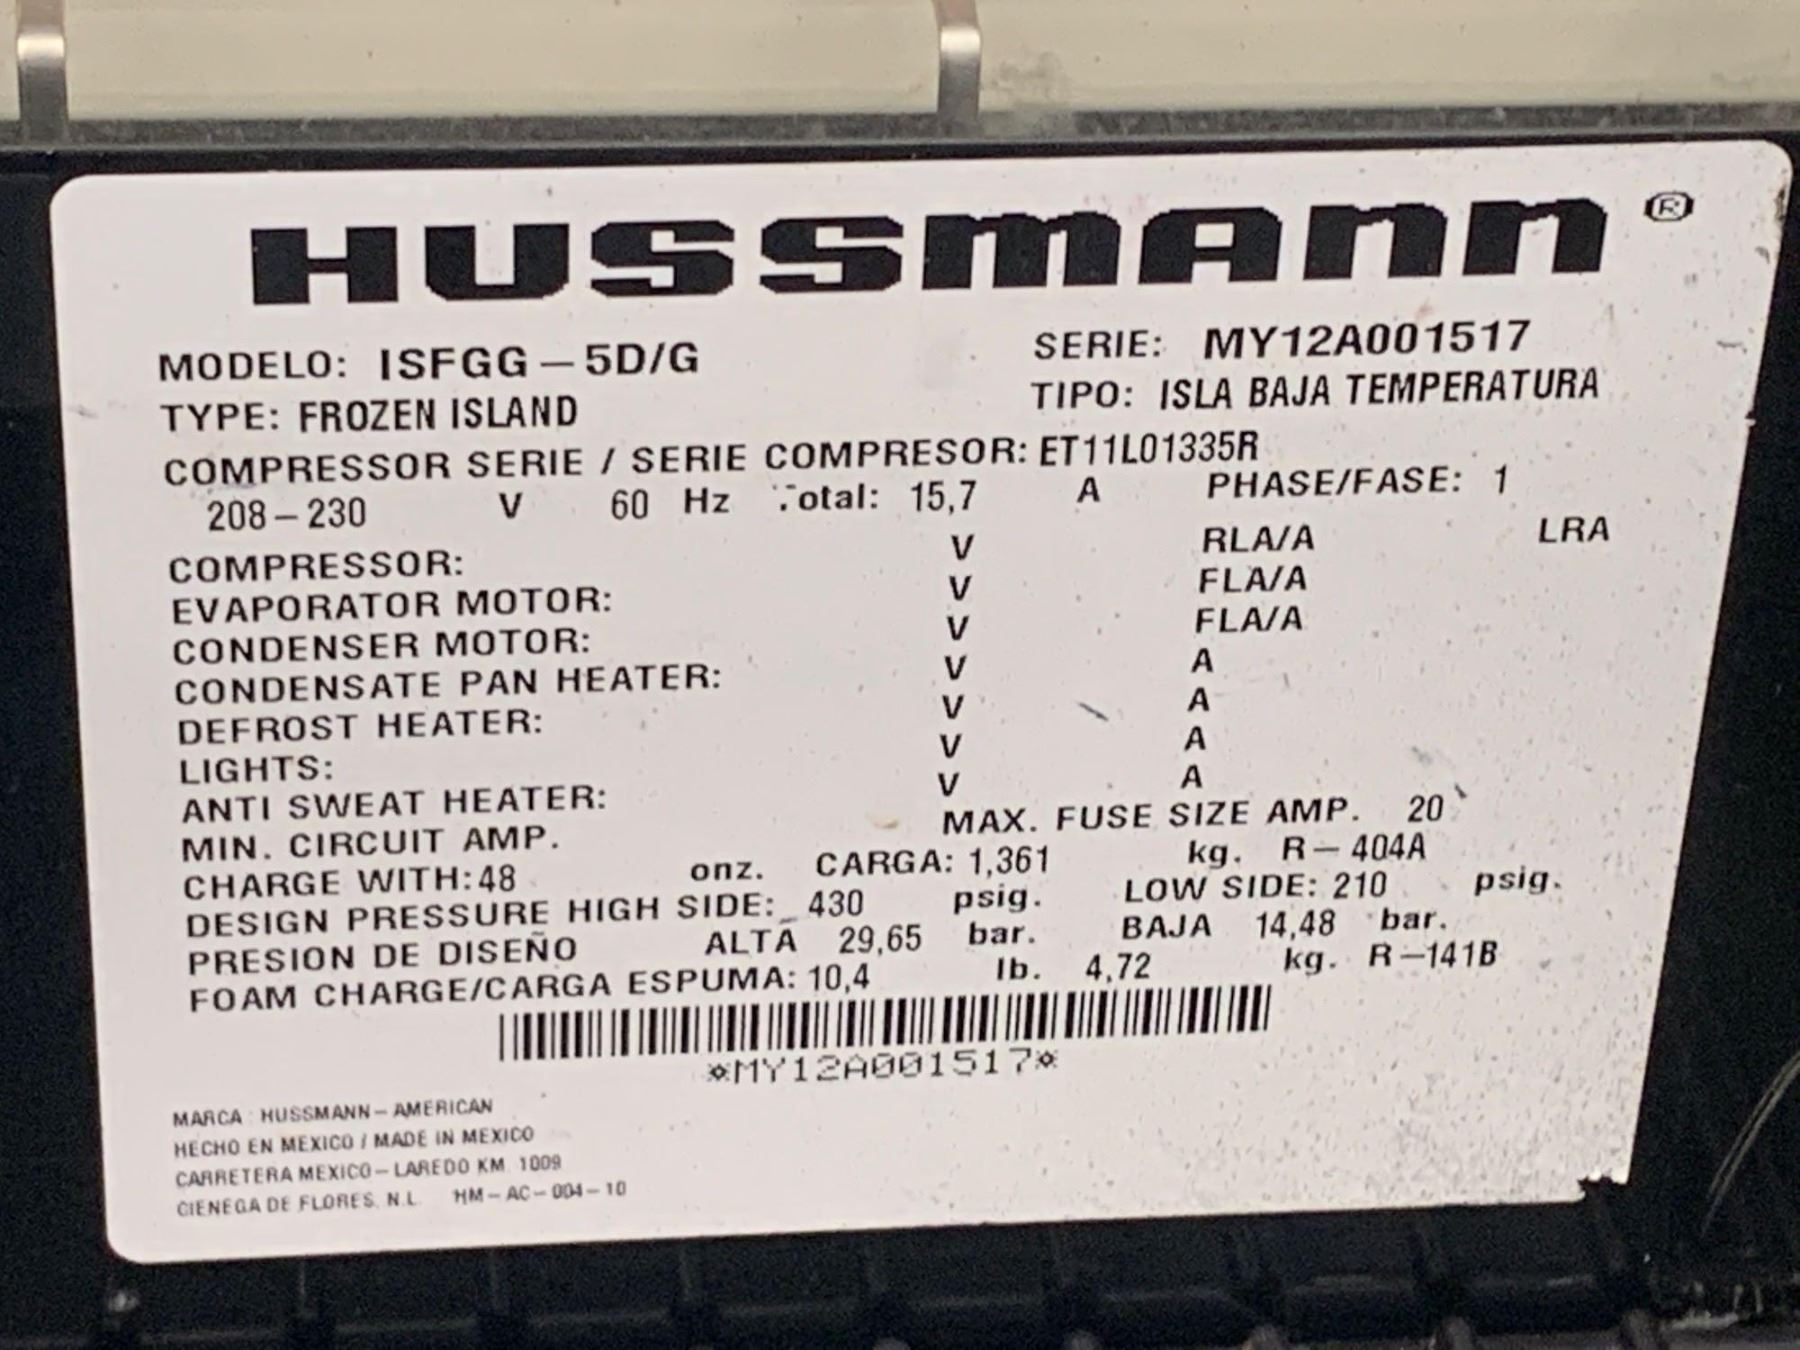 HUSSMANN ®
MODELO: ISFGG – 5D/G SERIE: MY12A001517
TYPE: FROZEN ISLAND TIPO: ISLA BAJA TEMPERATURA
COMPRESSOR SERIE / SERIE COMPRESOR: ET11L01335R
208 – 230 V 60 Hz Total: 15,7 A PHASE/FASE: 1
COMPRESSOR: V RLA/A LRA
EVAPORATOR MOTOR: V FLA/A
CONDENSER MOTOR: V FLA/A
CONDENSATE PAN HEATER: V A
DEFROST HEATER: V A
LIGHTS: V A
ANTI SWEAT HEATER: V A
MIN. CIRCUIT AMP. MAX. FUSE SIZE AMP. 20
CHARGE WITH: 48 onz. CARGA: 1,361 kg. R – 404A
DESIGN PRESSURE HIGH SIDE: 430 psig. LOW SIDE: 210 psig.
PRESION DE DISEÑO ALTA 29,65 bar. BAJA 14,48 bar.
FOAM CHARGE/CARGA ESPUMA: 10,4 lb. 4,72 kg. R –141B
*MY12A001517*
MARCA : HUSSMANN – AMERICAN
HECHO EN MEXICO / MADE IN MEXICO
CARRETERA MEXICO – LAREDO KM. 1009
CIENEGA DE FLORES, N.L. HM – AC – 004 – 10